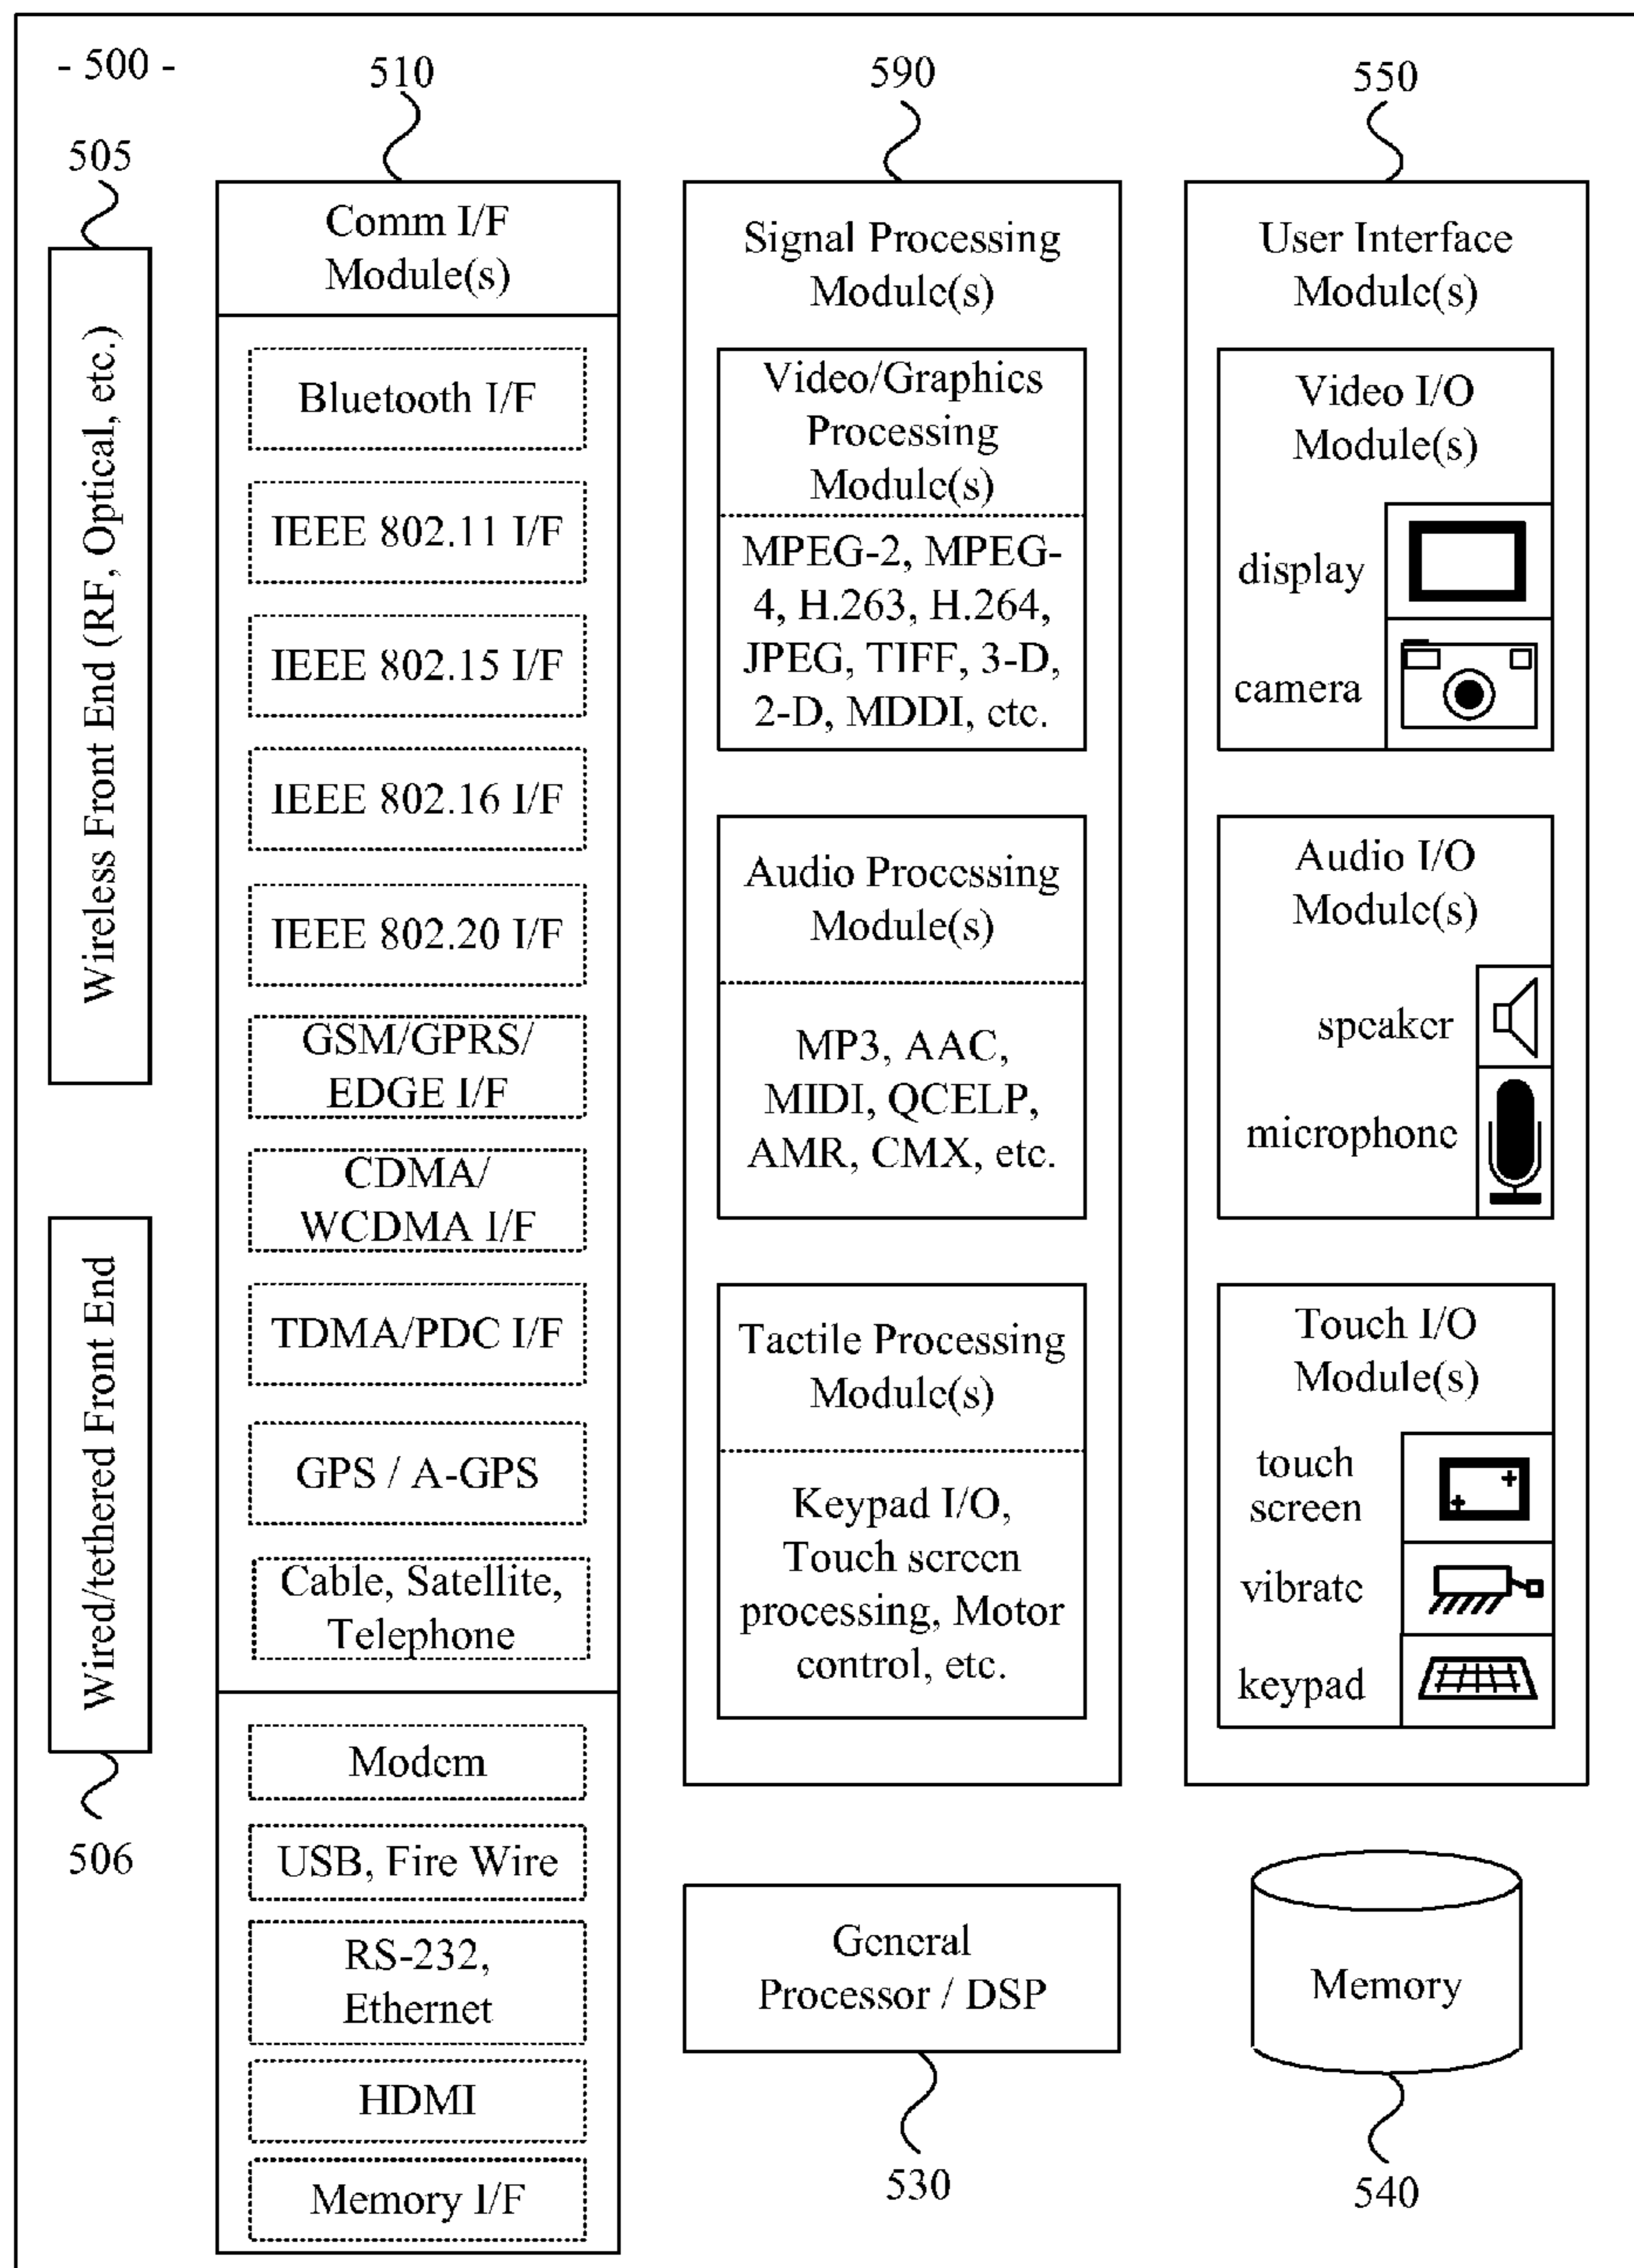 - 500 -
505
Wireless Front End (RF, Optical, etc.)
Wired/tethered Front End
506
510
Comm I/F
Module(s)
Bluetooth I/F
IEEE 802.11 I/F
IEEE 802.15 I/F
IEEE 802.16 I/F
IEEE 802.20 I/F
GSM/GPRS/
EDGE I/F
CDMA/
WCDMA I/F
TDMA/PDC I/F
GPS / A-GPS
Cable, Satellite,
Telephone
Modem
USB, Fire Wire
RS-232,
Ethernet
HDMI
Memory I/F
590
Signal Processing
Module(s)
Video/Graphics
Processing
Module(s)
MPEG-2, MPEG-
4, H.263, H.264,
JPEG, TIFF, 3-D,
2-D, MDDI, etc.
Audio Processing
Module(s)
MP3, AAC,
MIDI, QCELP,
AMR, CMX, etc.
Tactile Processing
Module(s)
Keypad I/O,
Touch screen
processing, Motor
control, etc.
General
Processor / DSP
530
550
User Interface
Module(s)
Video I/O
Module(s)
display
camera
Audio I/O
Module(s)
speaker
microphone
Touch I/O
Module(s)
touch
screen
vibrate
keypad
Memory
540